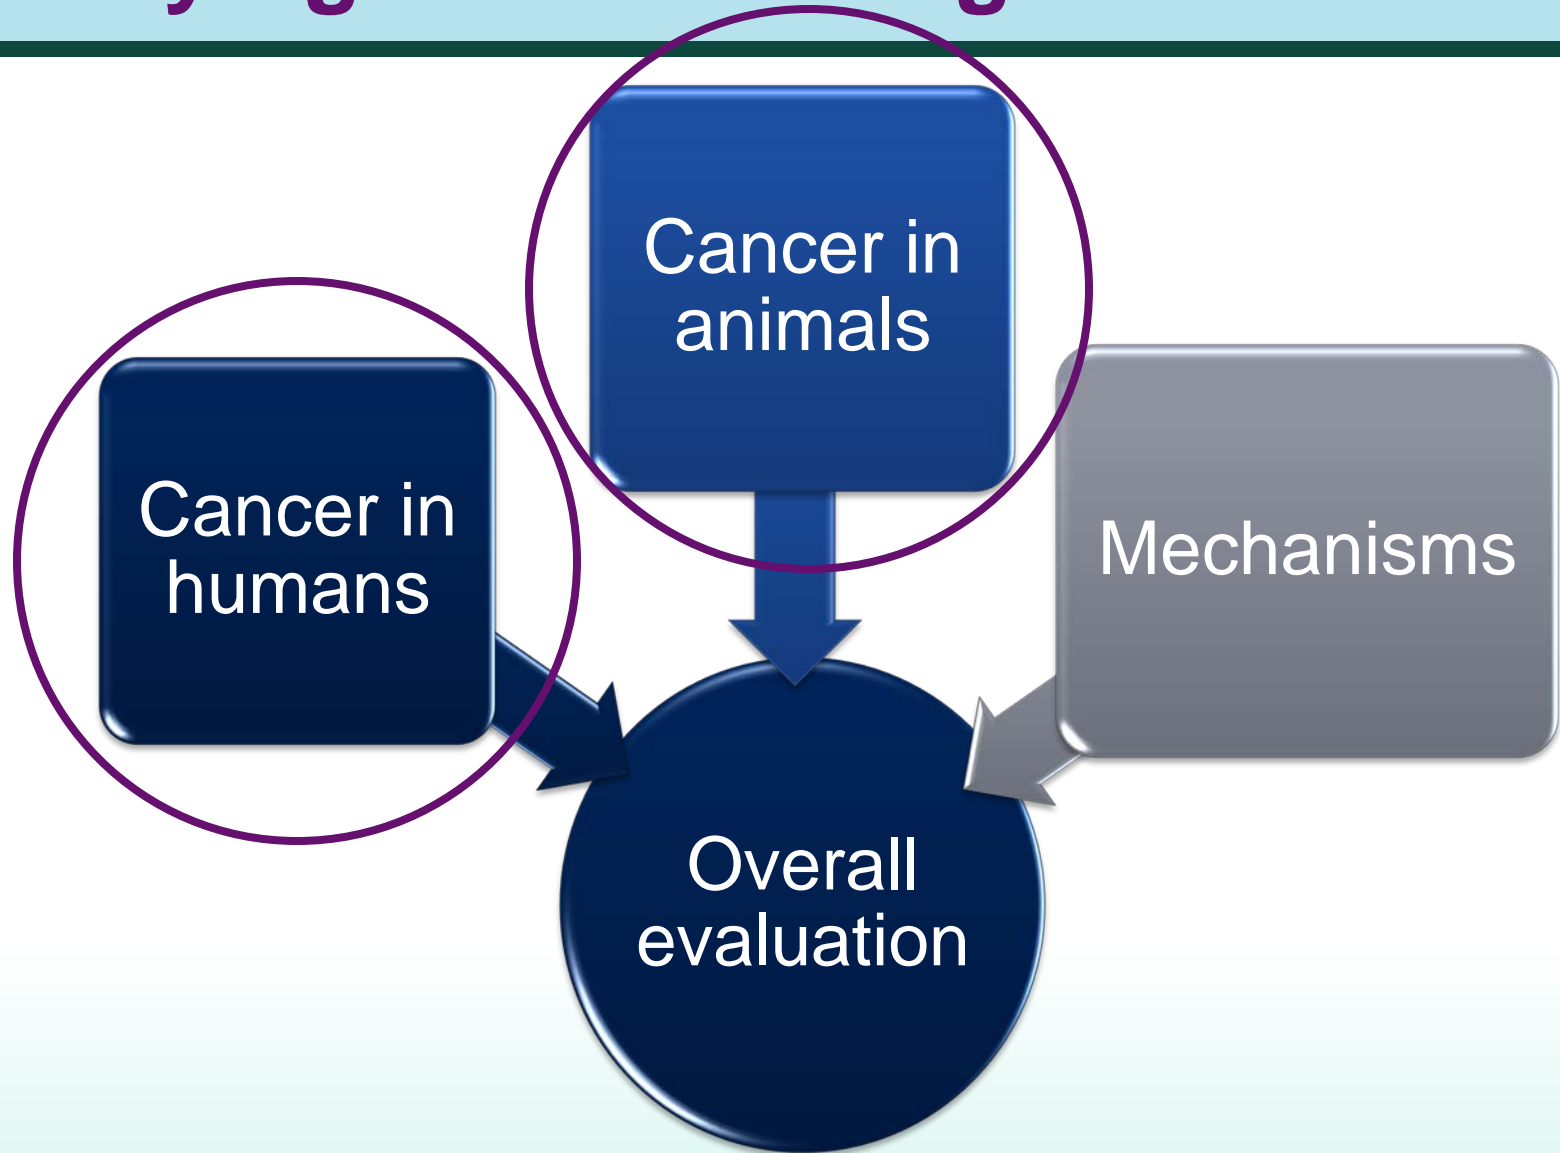 Cancer in
animals
Cancer in
humans
Mechanisms
Overall
evaluation